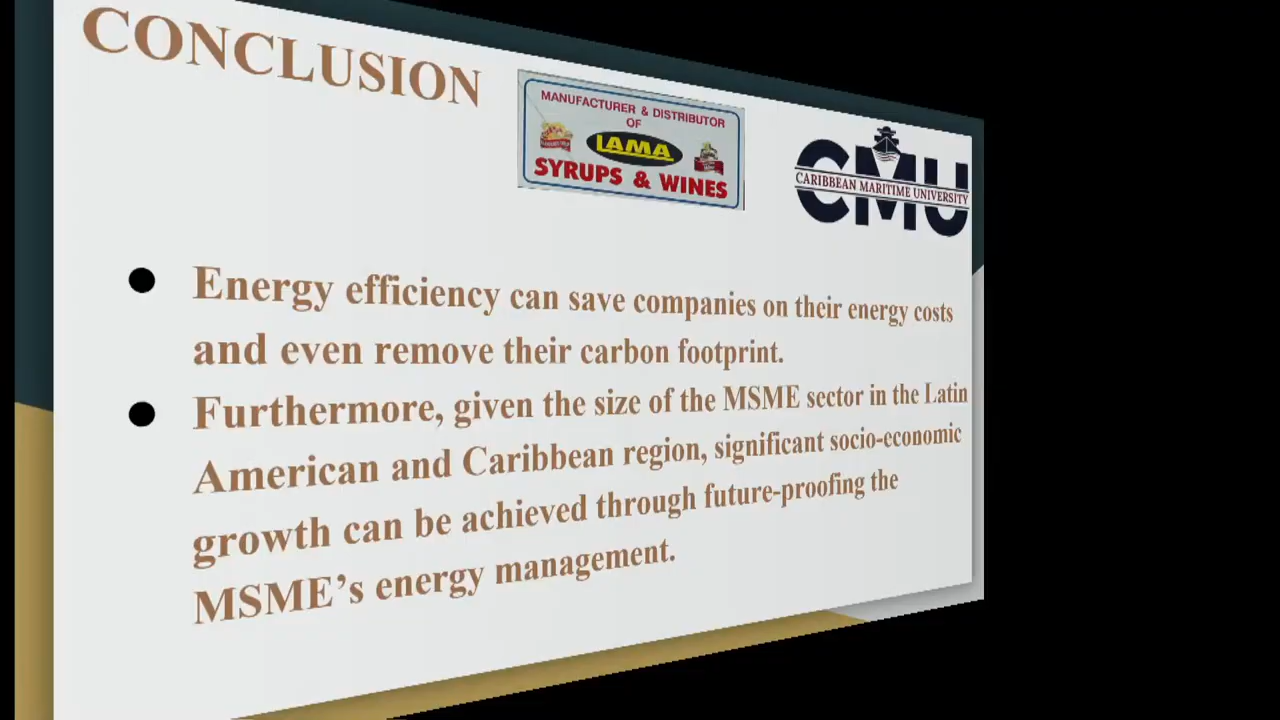 CONCLUSION
MANUFACTURER & DISTRIBUTOR
OF
LAMA
SYRUPS & WINES
CMU
CARIBBEAN MARITIME UNIVERSITY
● Energy efficiency can save companies on their energy costs
and even remove their carbon footprint.
● Furthermore, given the size of the MSME sector in the Latin
American and Caribbean region, significant socio-economic
growth can be achieved through future-proofing the
MSME’s energy management.